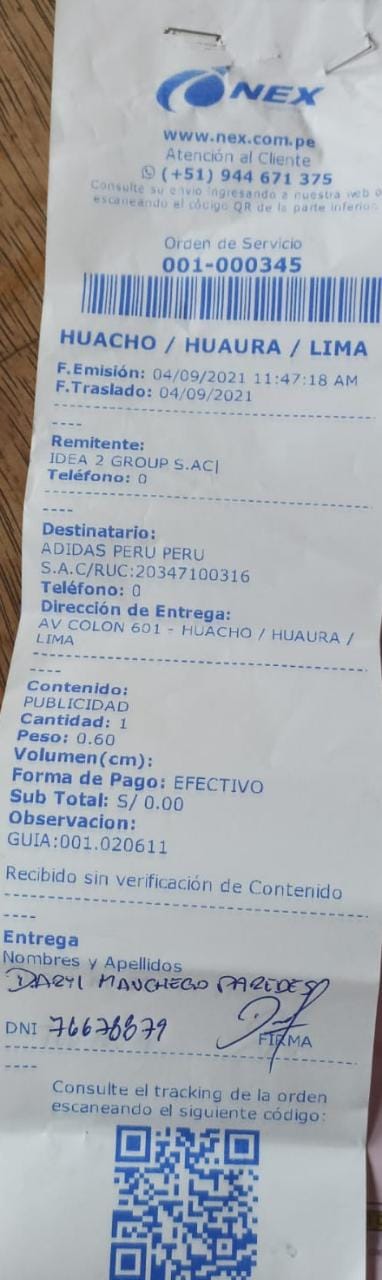 NEX
www.nex.com.pe
Atención al Cliente
(+51) 944 671 375
Consulte su envio ingresando a nuestra web o
escaneando el código QR de la parte inferior.
Orden de Servicio
001-000345
HUACHO / HUAURA / LIMA
F.Emisión: 04/09/2021 11:47:18 AM
F.Traslado: 04/09/2021
----
Remitente:
IDEA 2 GROUP S.AC|
Teléfono: 0
----
Destinatario:
ADIDAS PERU PERU
S.A.C/RUC:20347100316
Teléfono: 0
Dirección de Entrega:
AV COLON 601 - HUACHO / HUAURA /
LIMA
----
Contenido:
PUBLICIDAD
Cantidad: 1
Peso: 0.60
Volumen(cm):
Forma de Pago: EFECTIVO
Sub Total: S/ 0.00
Observacion:
GUIA:001.020611
Recibido sin verificación de Contenido
----
Entrega
Nombres y Apellidos
DARYL MANCHEGO PAREDES
DNI 76678879
FIRMA
----
Consulte el tracking de la orden
escaneando el siguiente código: